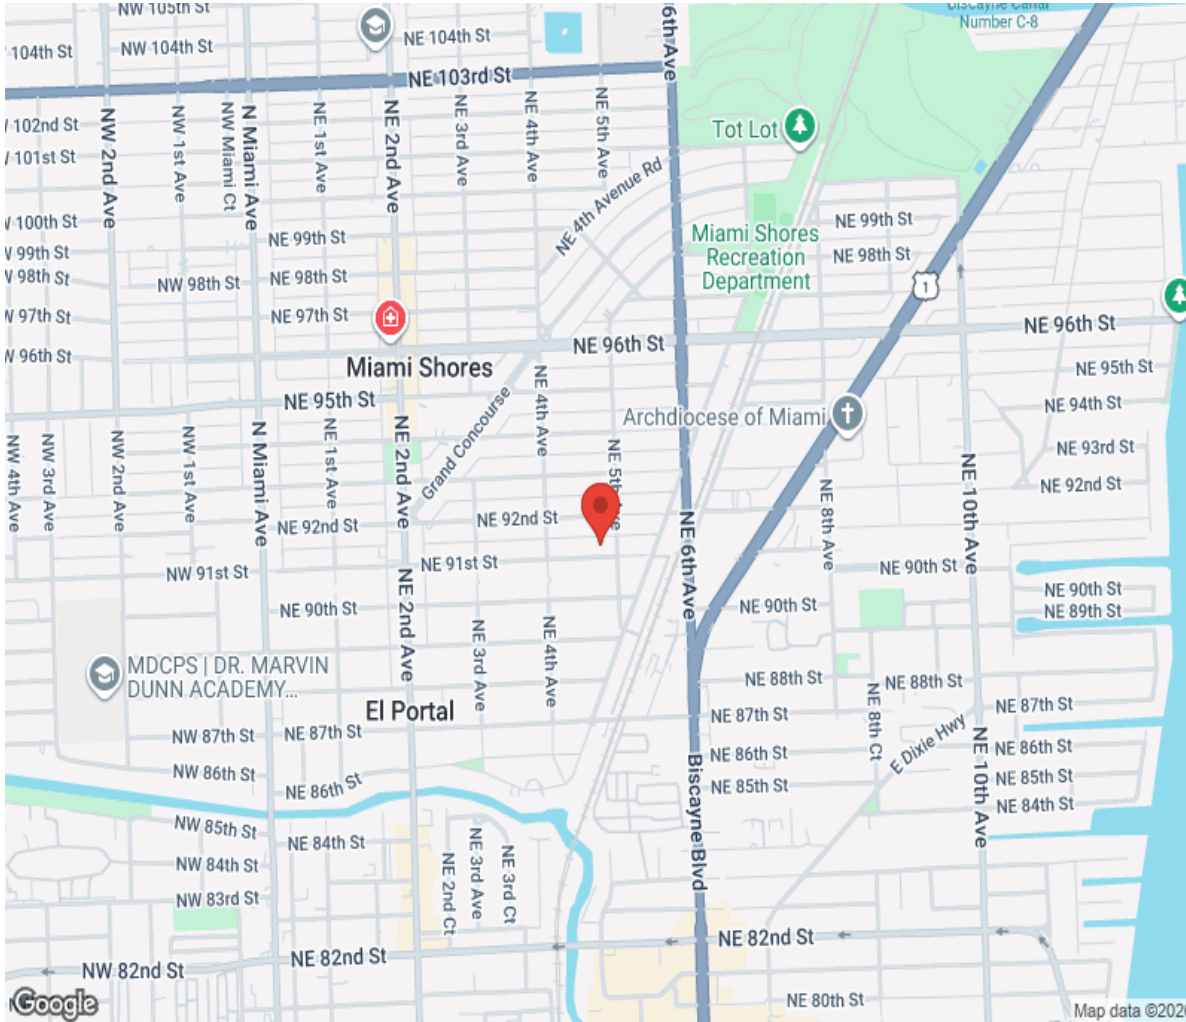 NW 105th St
Biscayne Canal
Number C-8
104th St
NW 104th St
NE 104th St
6th Ave
NE 103rd St
102nd St
101st St
NW 2nd Ave
NW 1st Ave
NW Miami Ct
N Miami Ave
NE 1st Ave
NE 2nd Ave
NE 3rd Ave
NE 4th Ave
NE 5th Ave
Tot Lot
NE 4th Avenue Rd
100th St
NE 99th St
99th St
Miami Shores
Recreation
Department
NE 99th St
NE 98th St
98th St
NW 98th St
NE 98th St
1
97th St
NE 97th St
NE 96th St
NE 96th St
W 96th St
Miami Shores
NE 95th St
NE 95th St
NE 94th St
Archdiocese of Miami
Grand Concourse
NE 4th Ave
NE 5th Ave
NE 93rd St
NE 92nd St
NW 4th Ave
NW 3rd Ave
NW 2nd Ave
NW 1st Ave
N Miami Ave
NE 1st Ave
NE 2nd Ave
NE 92nd St
NE 92nd St
NE 6th Ave
NE 8th Ave
NE 10th Ave
NW 91st St
NE 91st St
NE 90th St
NE 90th St
NE 90th St
NE 90th St
NE 89th St
NE 2nd Ave
NE 3rd Ave
NE 4th Ave
MDCPS | DR. MARVIN
DUNN ACADEMY...
NE 88th St
NE 88th St
El Portal
NE 8th Ct
E Dixie Hwy
NE 10th Ave
NW 87th St
NE 87th St
NE 87th St
NE 87th St
NW 86th St
NE 86th St
NE 86th St
NE 86th St
NE 85th St
NE 85th St
Biscayne Blvd
NE 84th St
NW 85th St
NE 84th St
NW 84th St
NW 83rd St
NE 2nd Ct
NE 3rd Ave
NE 3rd Ct
NE 82nd St
NE 82nd St
NW 82nd St
NE 80th St
Google
Map data ©202